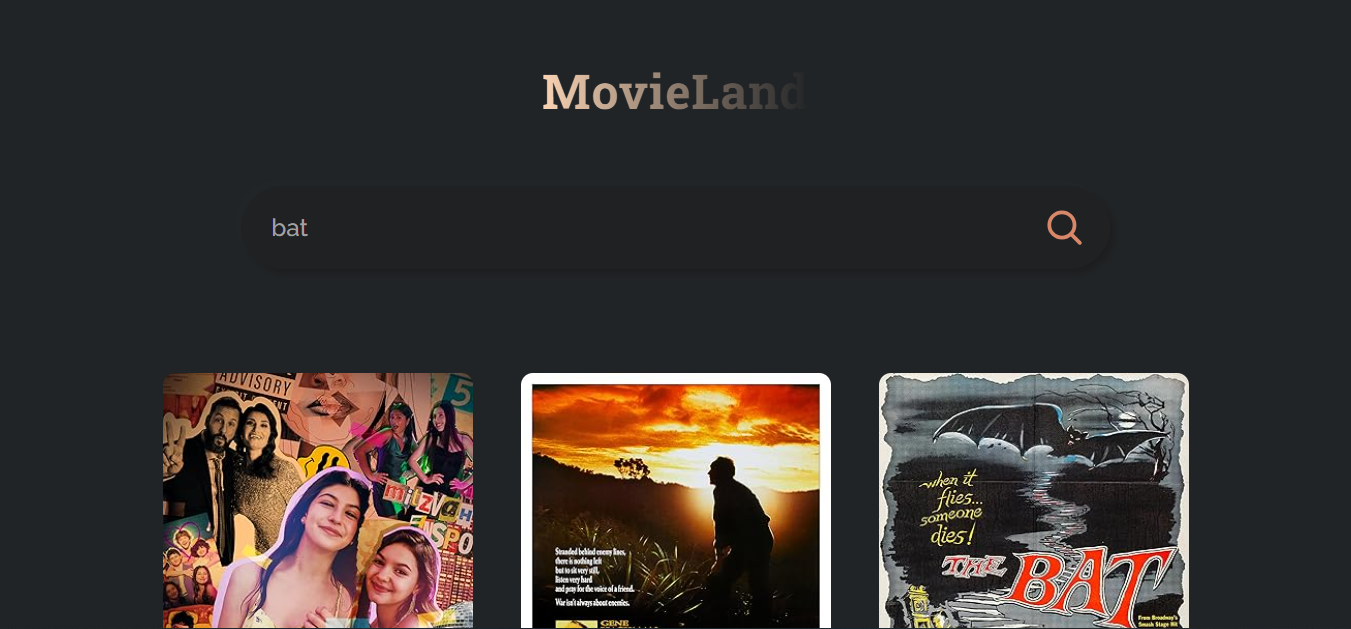 MovieLand
bat
ADVISORY
5
mitzvah
Stranded behind enemy lines,
there is nothing left
but to sit very still,
listen very hard
and pray for the voice of a friend.
War isn't always about enemies.
GENE
when it
flies...
someone
dies!
THE BAT
From Broadway's
Smash Stage Hit